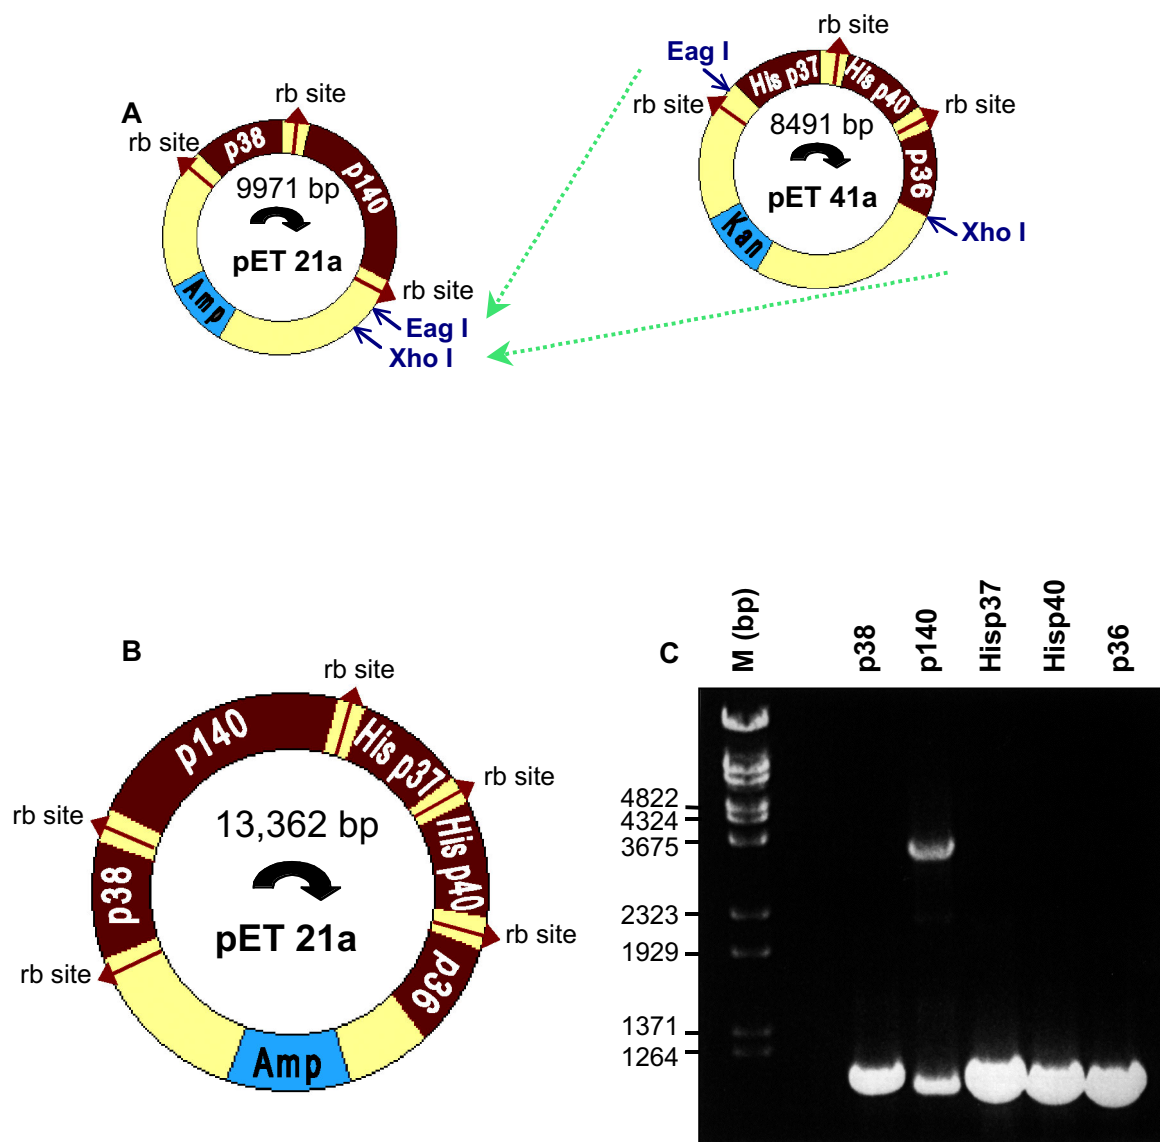 A
rb site
rb site
p38
p140
9971 bp
pET 21a
Amp
rb site
Eag I
Xho I
rb site
Eag I
His p37
His p40
rb site
rb site
8491 bp
p36
pET 41a
Kan
Xho I
B
rb site
p140
His p37
rb site
rb site
13,362 bp
His p40
p38
pET 21a
rb site
p36
rb site
Amp
C
M (bp)
p38
p140
Hisp37
Hisp40
p36
4822
4324
3675
2323
1929
1371
1264